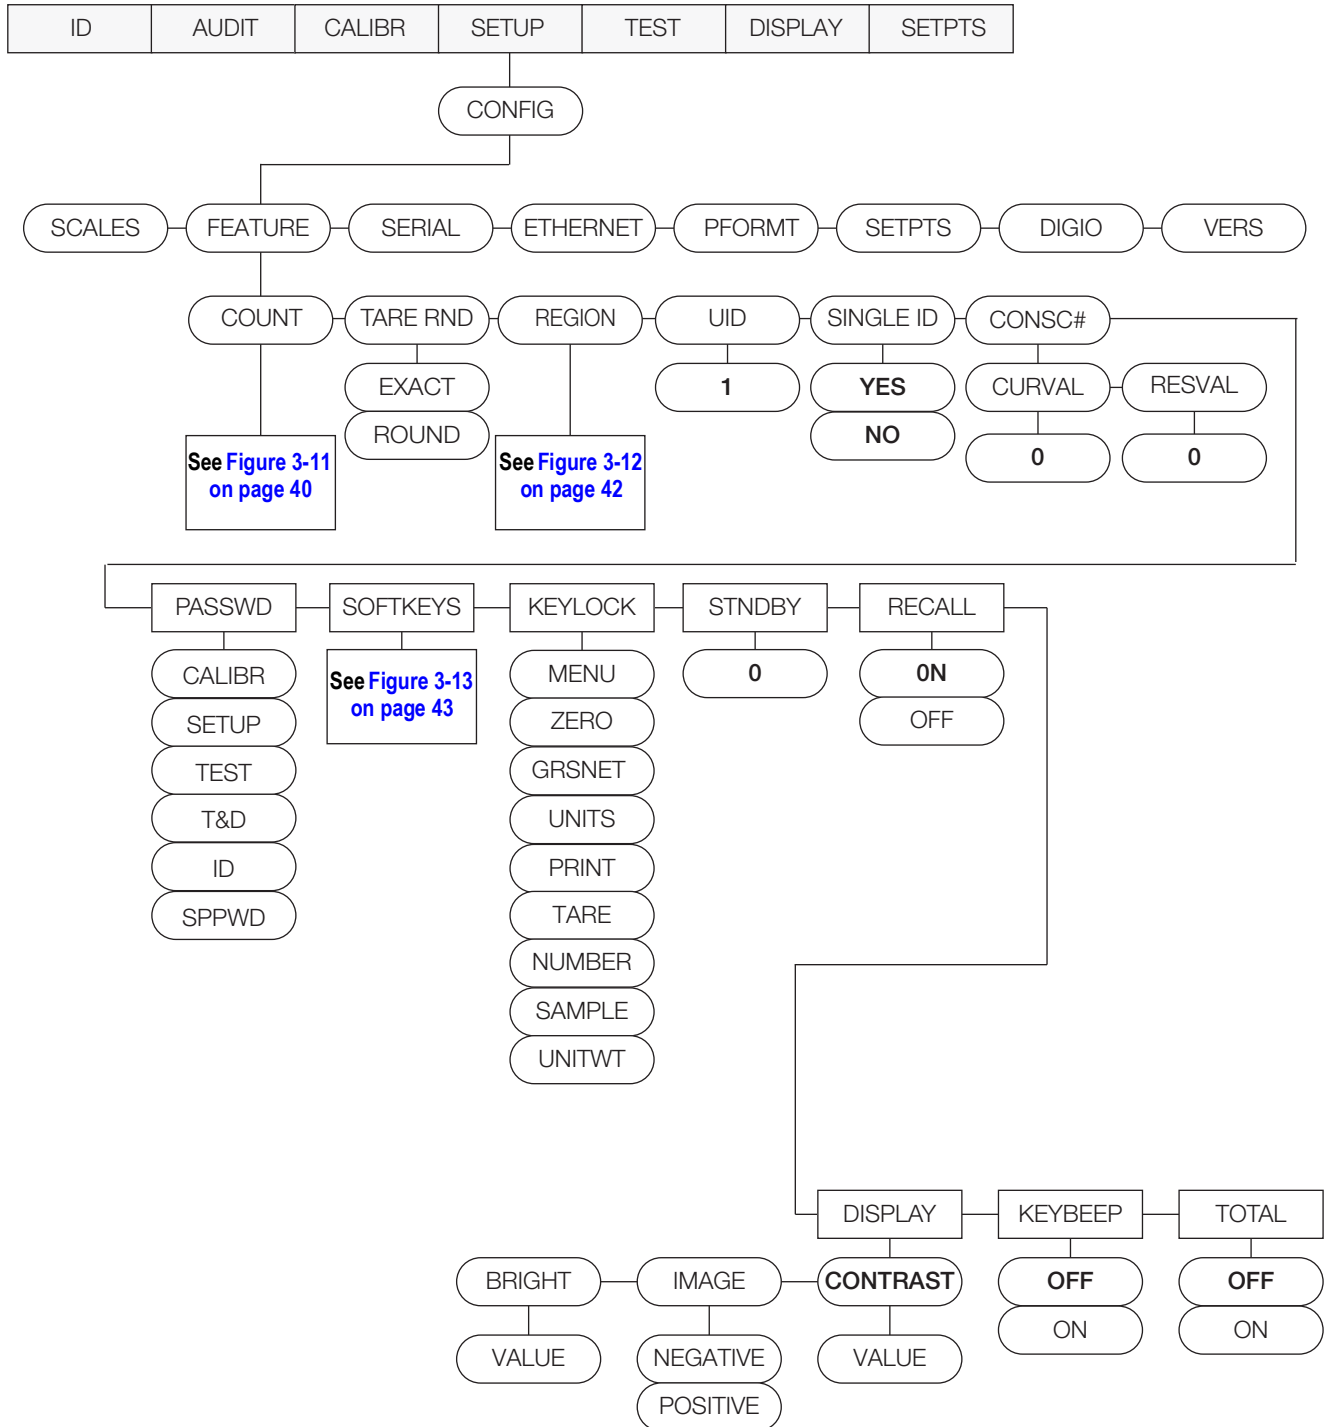 ID AUDIT CALIBR SETUP TEST DISPLAY SETPTS
CONFIG
SCALES FEATURE SERIAL ETHERNET PFORMT SETPTS DIGIO VERS
COUNT TARE RND REGION UID SINGLE ID CONSC#
EXACT 1 YES CURVAL RESVAL
ROUND NO 0 0
See Figure 3-11
on page 40
See Figure 3-12
on page 42
PASSWD SOFTKEYS KEYLOCK STNDBY RECALL
CALIBR
SETUP
TEST
T&D
ID
SPPWD
See Figure 3-13
on page 43
MENU
ZERO
GRSNET
UNITS
PRINT
TARE
NUMBER
SAMPLE
UNITWT
0
0N
OFF
DISPLAY KEYBEEP TOTAL
BRIGHT IMAGE CONTRAST OFF OFF
VALUE NEGATIVE VALUE ON ON
POSITIVE